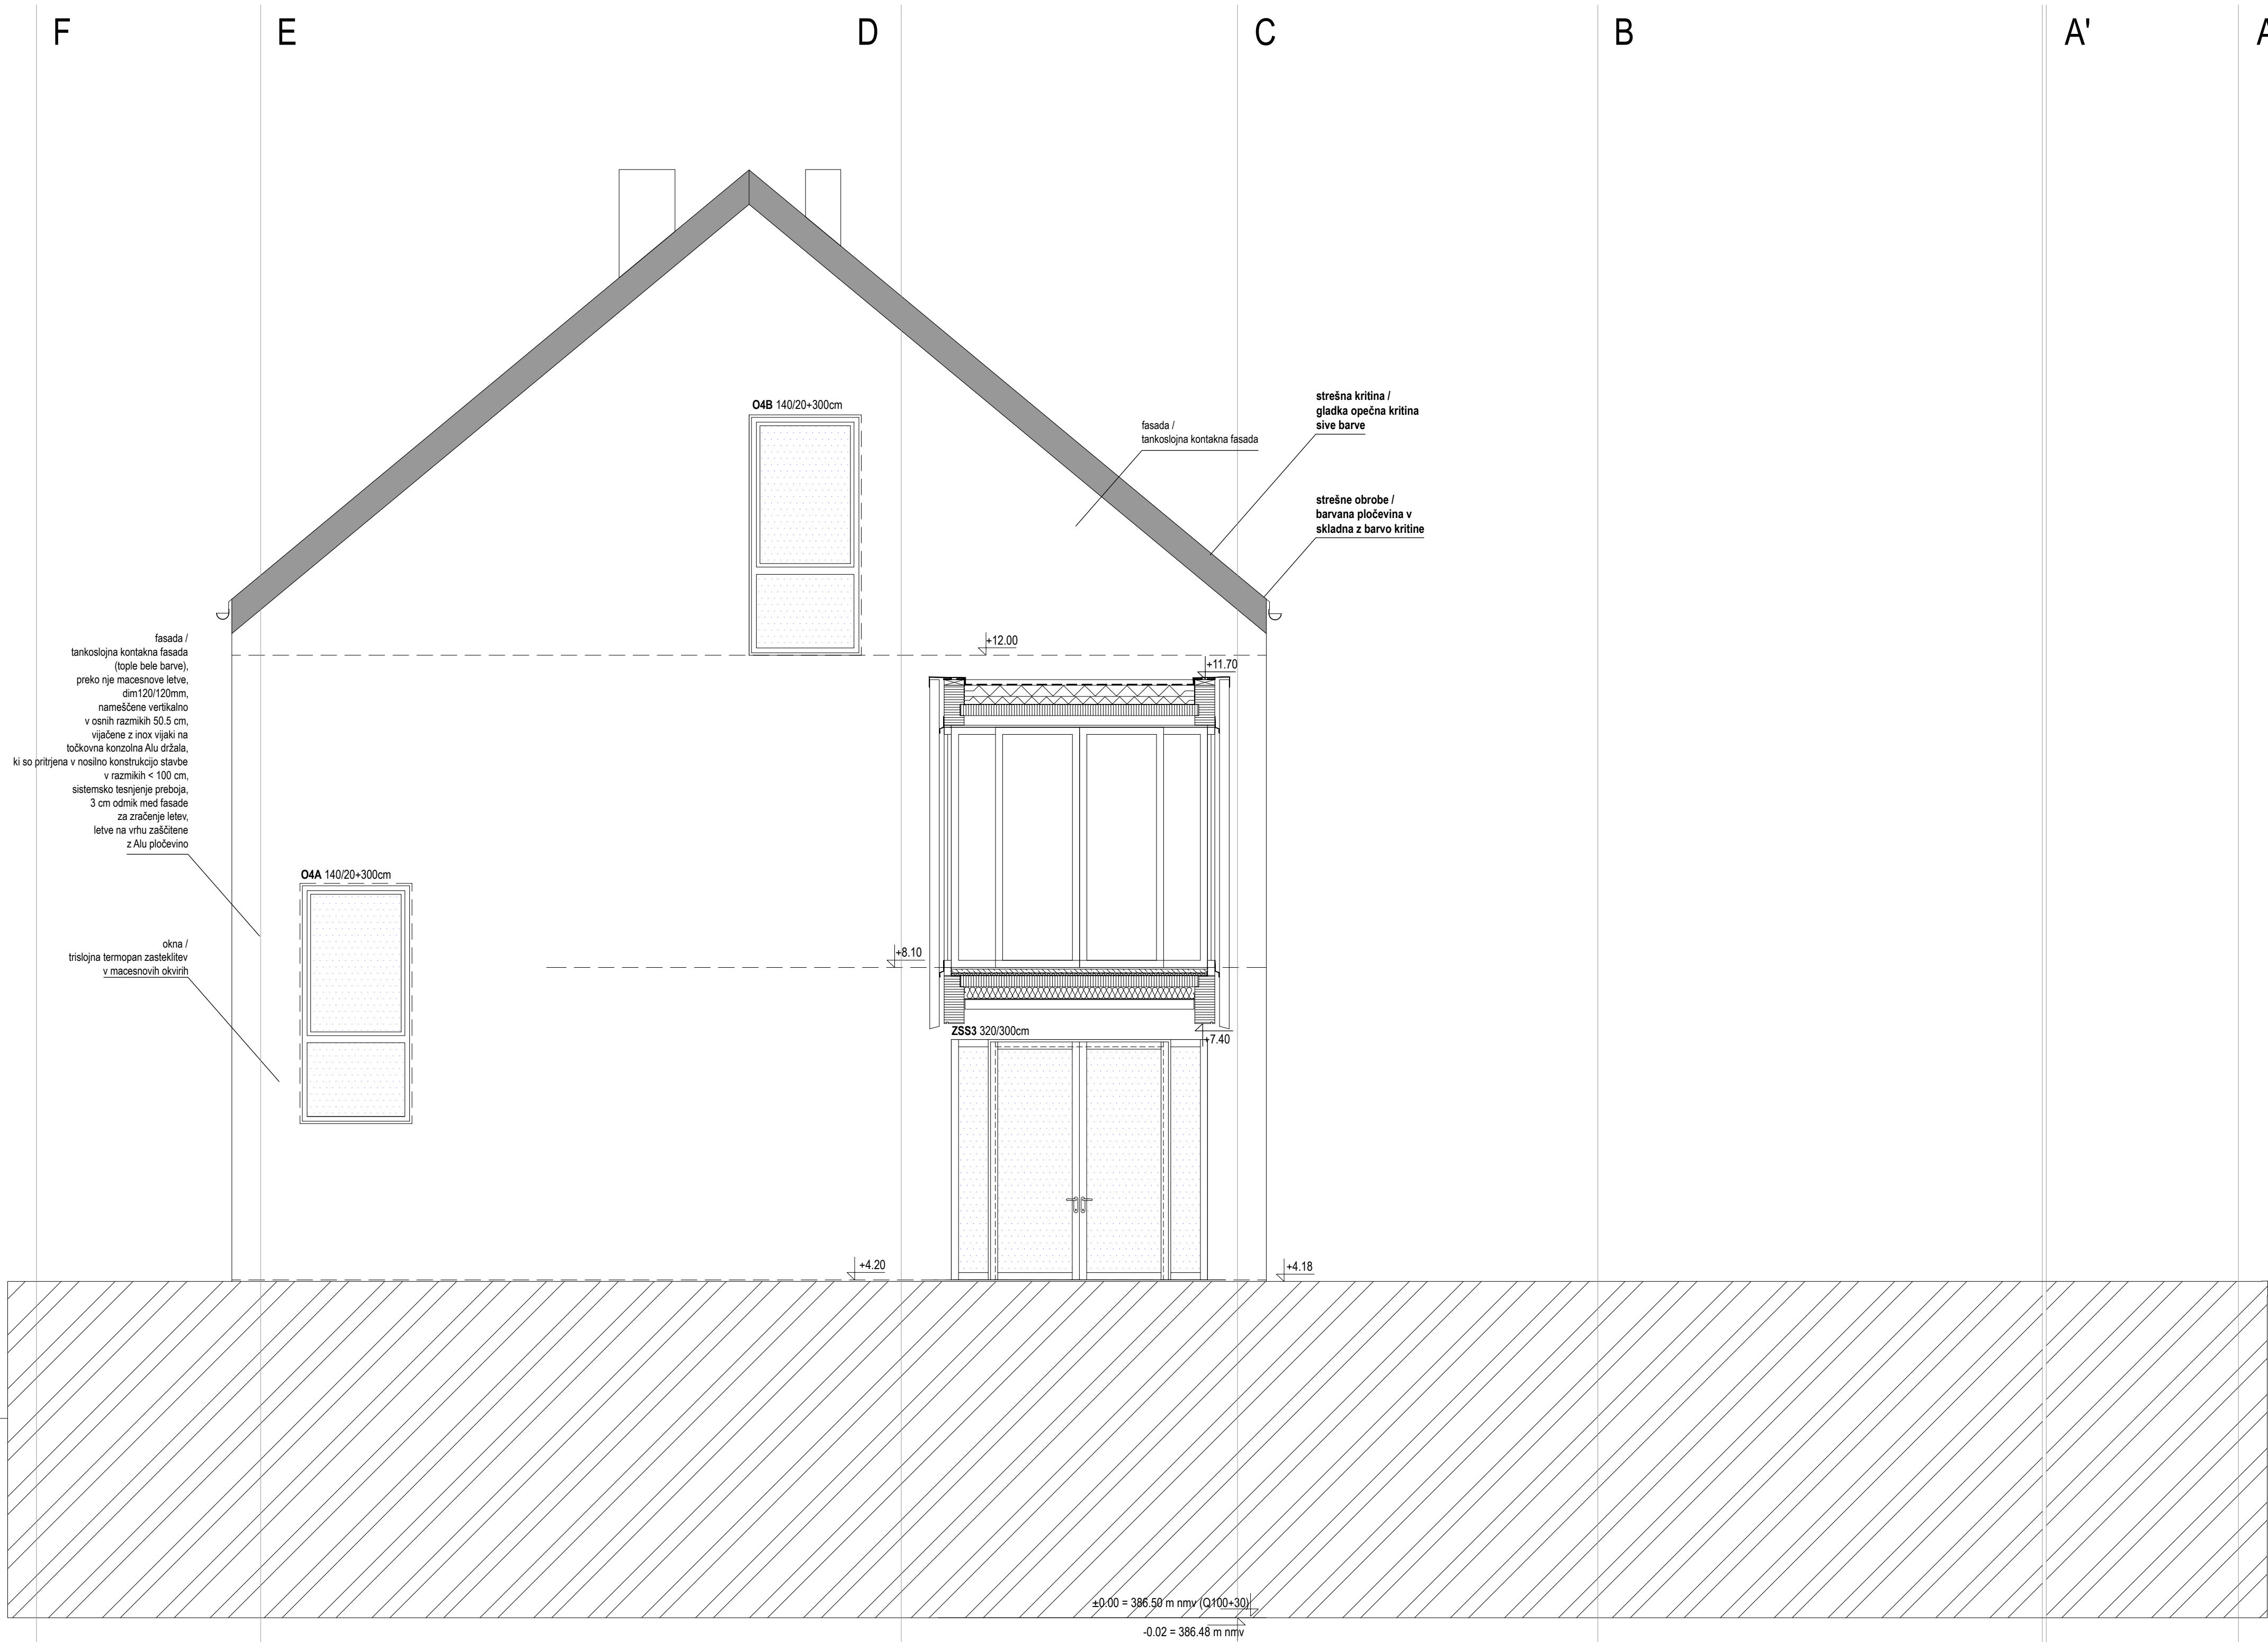 F
E
D
C
B
A'
A
O4B 140/20+300cm
fasada /
tankoslojna kontakna fasada
strešna kritina /
gladka opečna kritina
sive barve
strešne obrobe /
barvana pločevina v
skladna z barvo kritine
fasada /
tankoslojna kontakna fasada
(tople bele barve),
preko nje macesnove letve,
dim120/120mm,
nameščene vertikalno
v osnih razmikih 50.5 cm,
vijačene z inox vijaki na
točkovna konzolna Alu držala,
ki so pritrjena v nosilno konstrukcijo stavbe
v razmikih < 100 cm,
sistemsko tesnjenje preboja,
3 cm odmik med fasade
za zračenje letev,
letve na vrhu zaščitene
z Alu pločevino
+12.00
+11.70
O4A 140/20+300cm
okna /
trislojna termopan zasteklitev
v macesnovih okvirih
+8.10
ZSS3 320/300cm
+7.40
+4.20
+4.18
±0.00 = 386.50 m nmv (Q100+30)
-0.02 = 386.48 m nmv